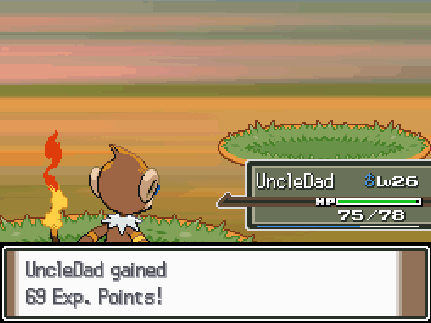 UncleDad ♂Lv26
HP
75/78
UncleDad gained
69 Exp. Points!